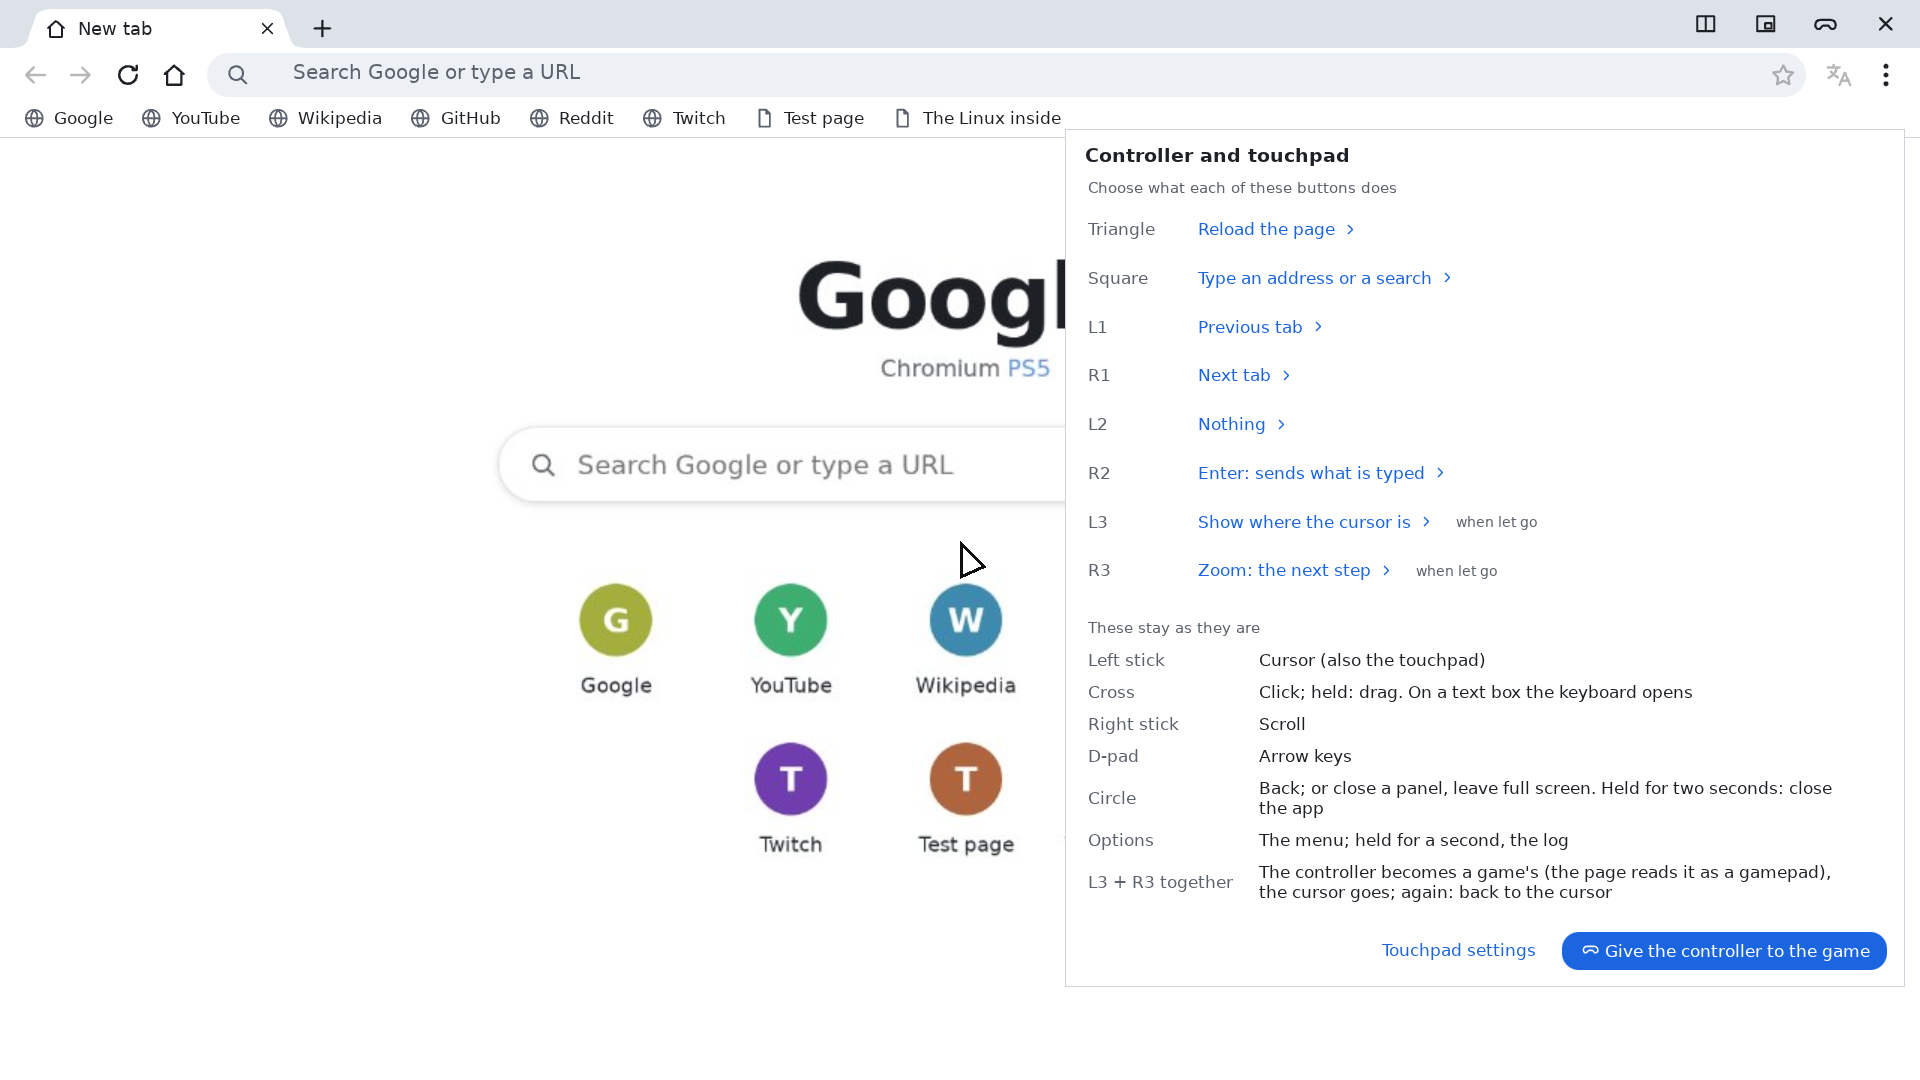 New tab
Search Google or type a URL
Google
YouTube
Wikipedia
GitHub
Reddit
Twitch
Test page
The Linux inside
Googl
Chromium PS5
Search Google or type a URL
G
Y
W
Google
YouTube
Wikipedia
T
T
Twitch
Test page
Controller and touchpad
Choose what each of these buttons does
Triangle Reload the page
Square Type an address or a search
L1 Previous tab
R1 Next tab
L2 Nothing
R2 Enter: sends what is typed
L3 Show where the cursor is when let go
R3 Zoom: the next step when let go
These stay as they are
Left stick Cursor (also the touchpad)
Cross Click; held: drag. On a text box the keyboard opens
Right stick Scroll
D-pad Arrow keys
Circle Back; or close a panel, leave full screen. Held for two seconds: close
the app
Options The menu; held for a second, the log
L3 + R3 together The controller becomes a game's (the page reads it as a gamepad),
the cursor goes; again: back to the cursor
Touchpad settings
Give the controller to the game